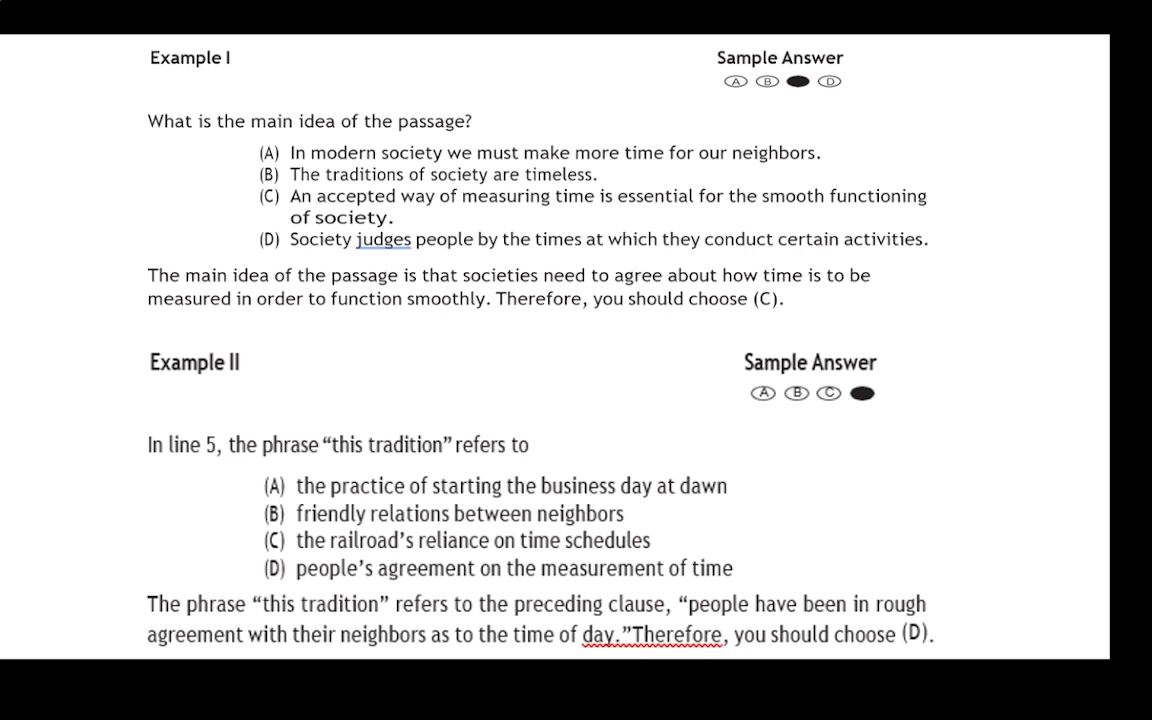 Example I
Sample Answer
A B D
What is the main idea of the passage?
(A) In modern society we must make more time for our neighbors.
(B) The traditions of society are timeless.
(C) An accepted way of measuring time is essential for the smooth functioning
of society.
(D) Society judges people by the times at which they conduct certain activities.
The main idea of the passage is that societies need to agree about how time is to be
measured in order to function smoothly. Therefore, you should choose (C).
Example II
Sample Answer
A B C
In line 5, the phrase “this tradition” refers to
(A) the practice of starting the business day at dawn
(B) friendly relations between neighbors
(C) the railroad’s reliance on time schedules
(D) people’s agreement on the measurement of time
The phrase “this tradition” refers to the preceding clause, “people have been in rough
agreement with their neighbors as to the time of day.”Therefore, you should choose (D).